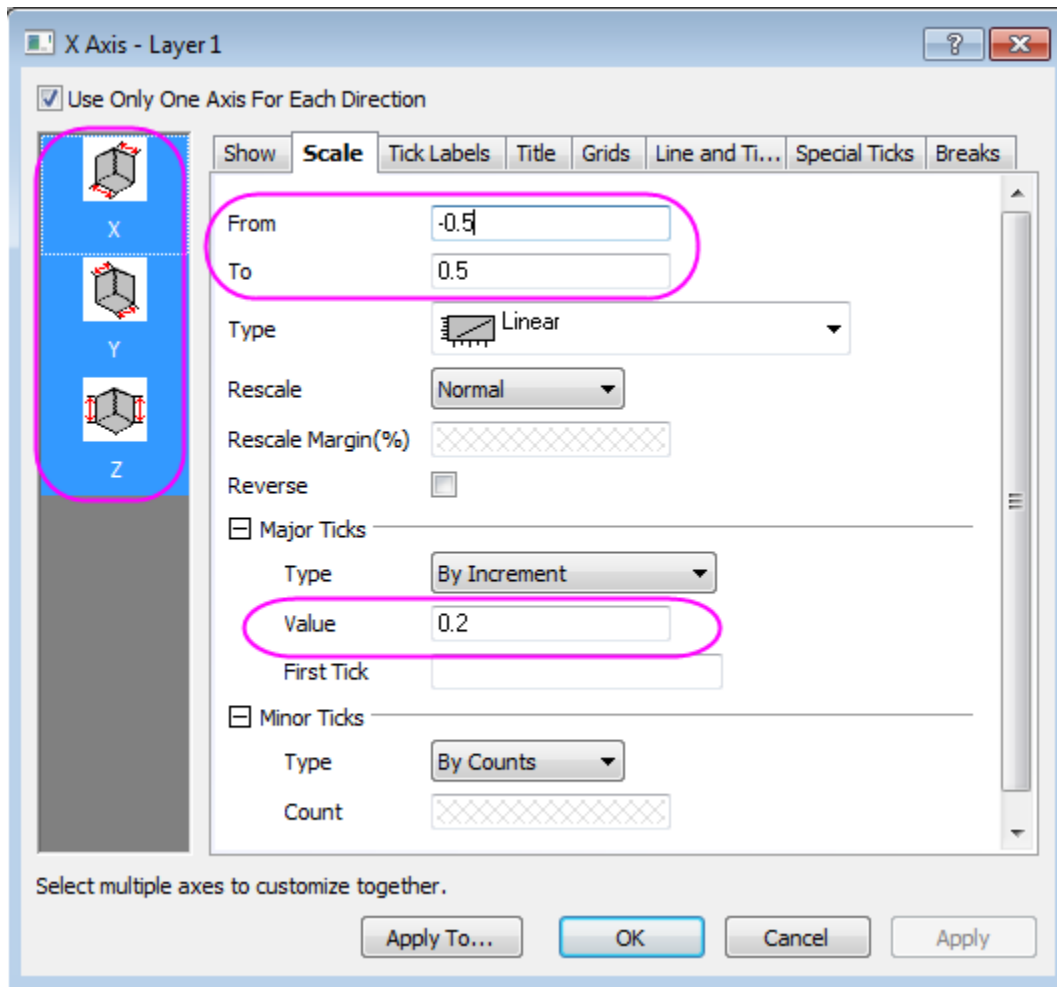 X Axis - Layer 1
Use Only One Axis For Each Direction
X
Y
Z
Show Scale Tick Labels Title Grids Line and Ti... Special Ticks Breaks
From -0.5
To 0.5
Type Linear
Rescale Normal
Rescale Margin(%)
Reverse
Major Ticks
Type By Increment
Value 0.2
First Tick
Minor Ticks
Type By Counts
Count
Select multiple axes to customize together.
Apply To... OK Cancel Apply